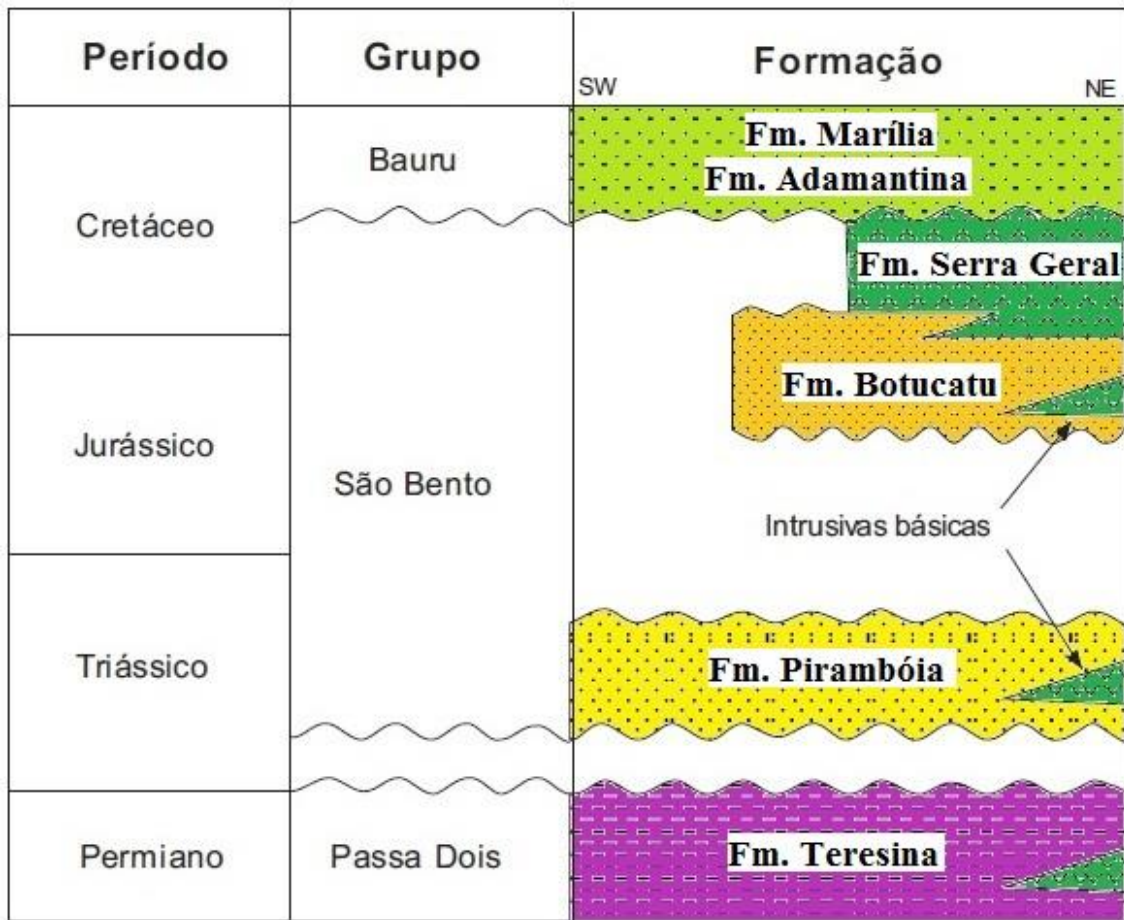 Período
Grupo
Formação
SW
NE
Cretáceo
Bauru
Fm. Marília
Fm. Adamantina
Fm. Serra Geral
Jurássico
São Bento
Fm. Botucatu
Intrusivas básicas
Triássico
Fm. Pirambóia
Permiano
Passa Dois
Fm. Teresina